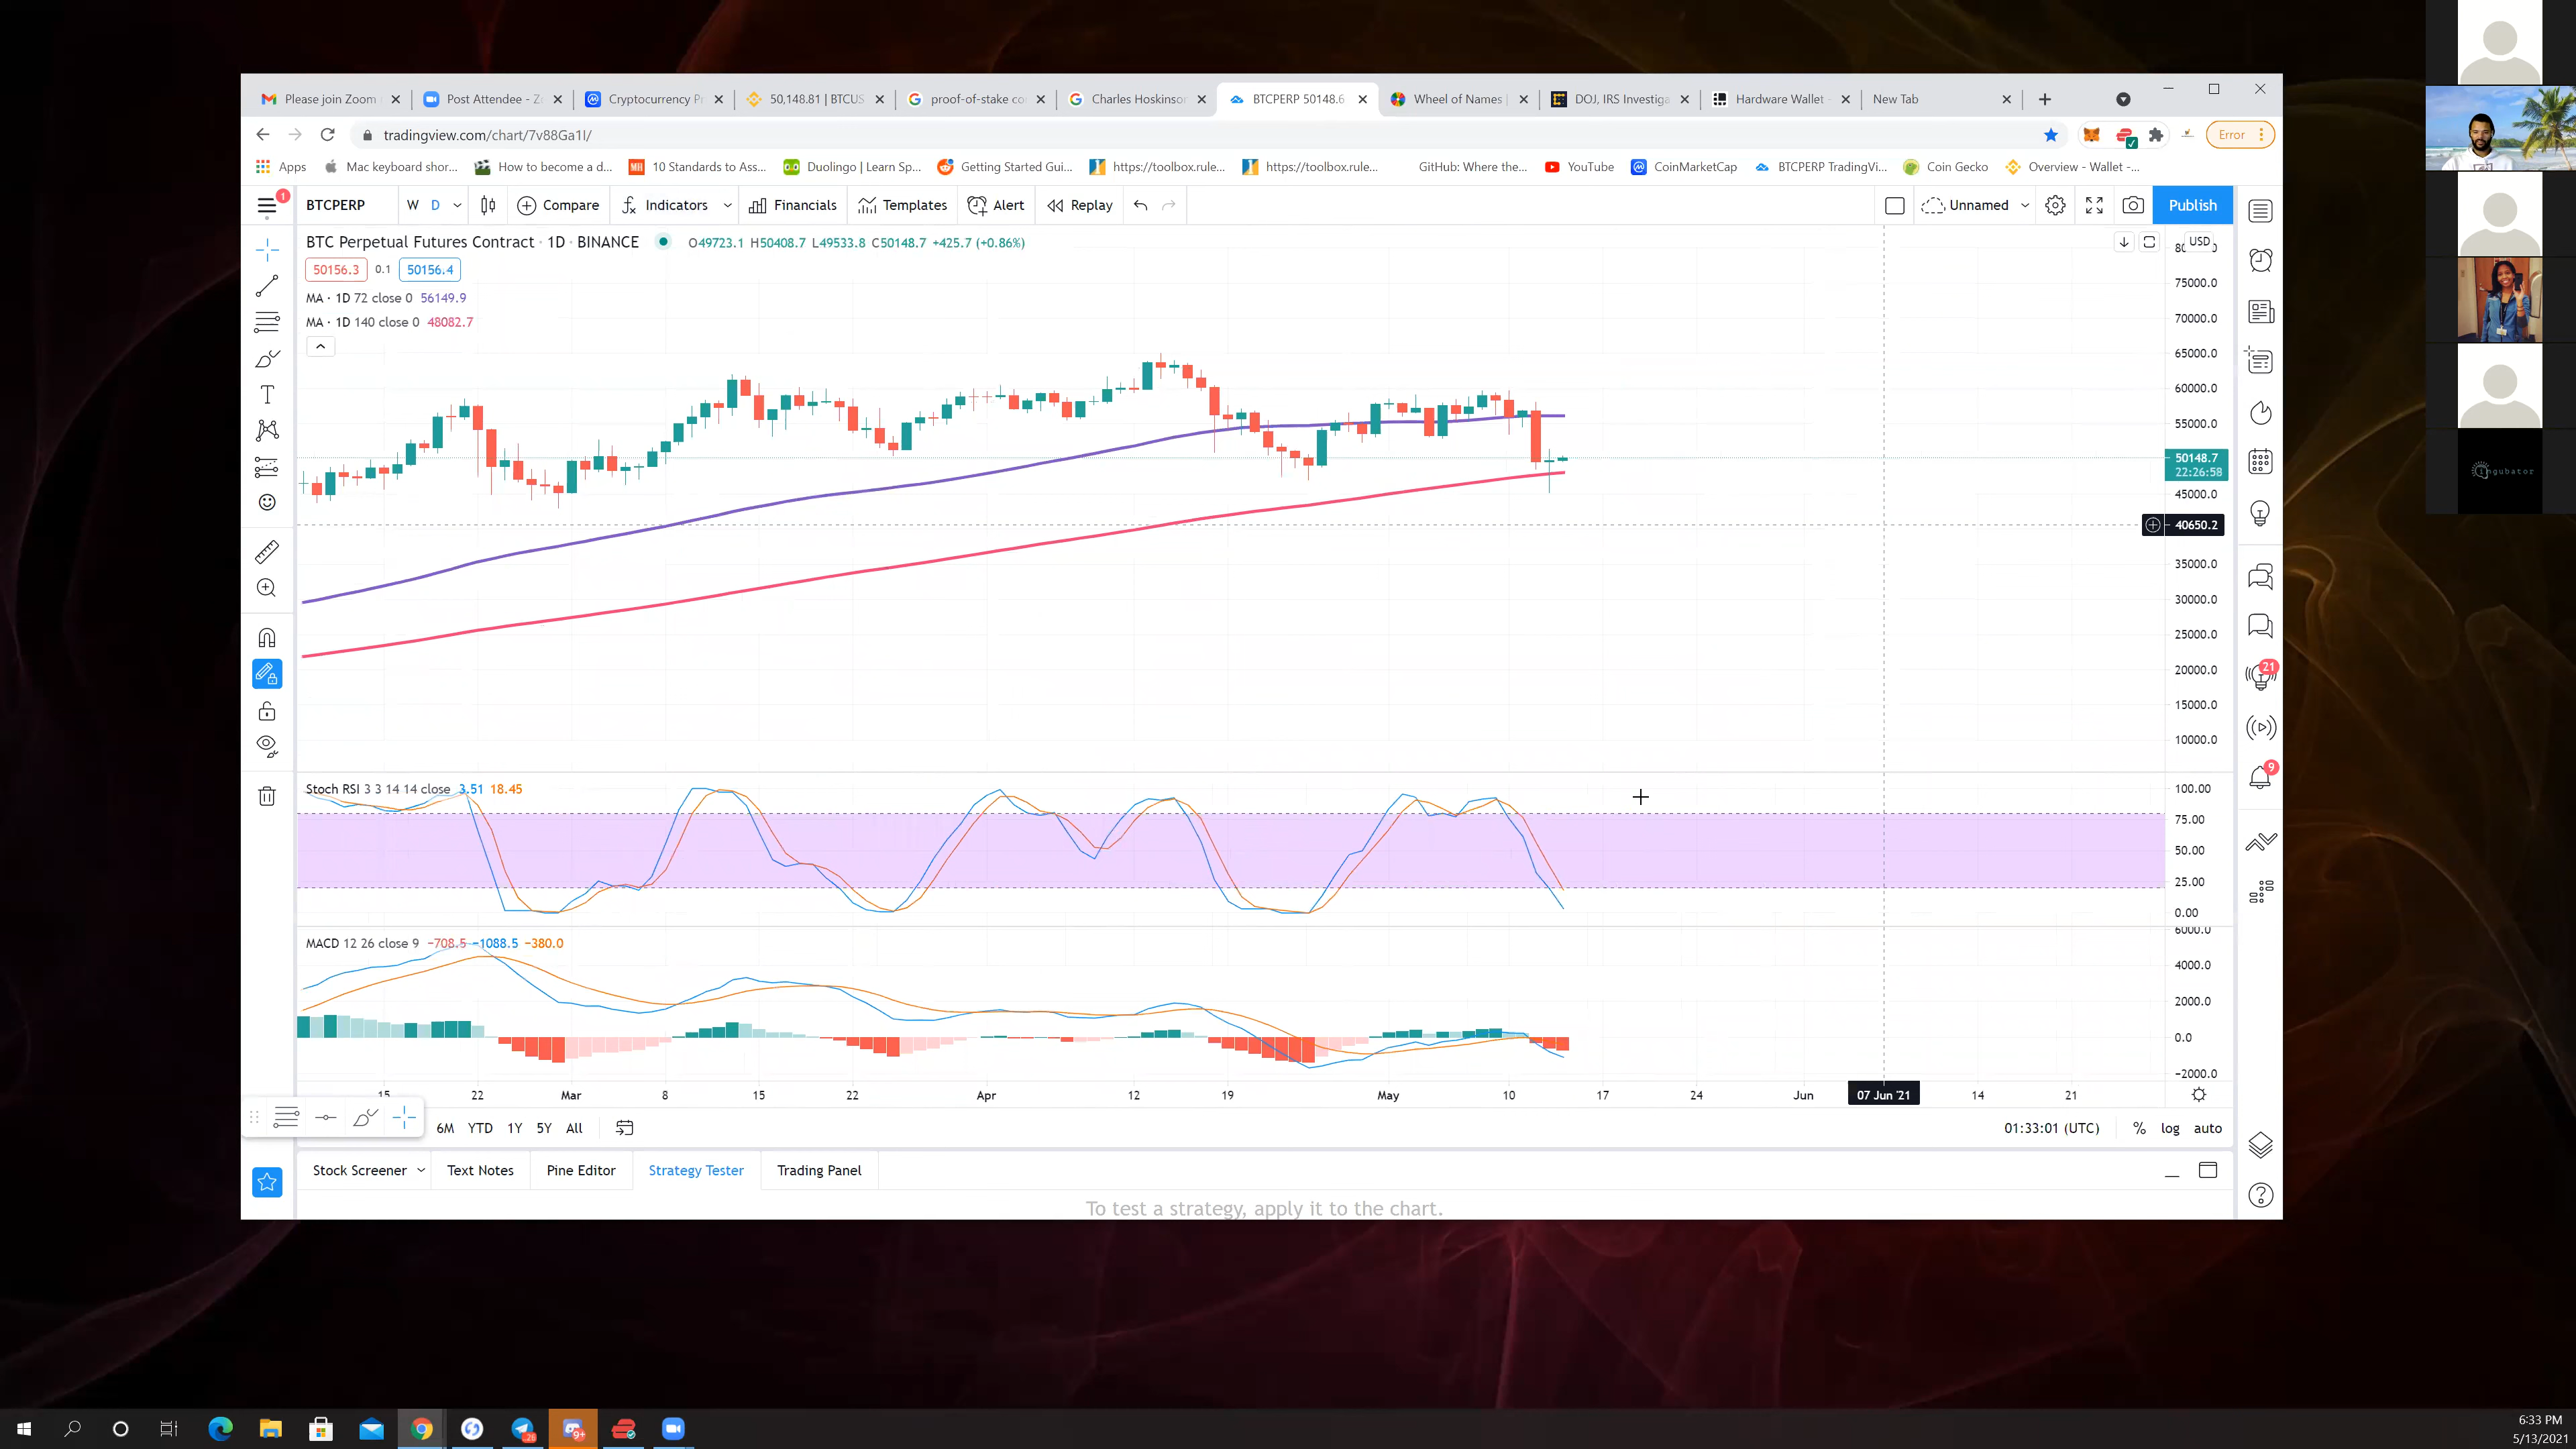 Please join Zoom
Post Attendee - Z
Cryptocurrency P
50,148.81 | BTCUS
proof-of-stake co
Charles Hoskinson
BTCPERP 50148.6
Wheel of Names |
DOJ, IRS Investiga
Hardware Wallet -
New Tab
tradingview.com/chart/7v88Ga1I/
Error
Apps
Mac keyboard shor...
How to become a d...
10 Standards to Ass...
Duolingo | Learn Sp...
Getting Started Gui...
https://toolbox.rule...
https://toolbox.rule...
GitHub: Where the...
YouTube
CoinMarketCap
BTCPERP TradingVi...
Coin Gecko
Overview - Wallet -...
1
BTCPERP
W D
Compare
Indicators
Financials
Templates
Alert
Replay
Unnamed
Publish
BTC Perpetual Futures Contract · 1D · BINANCE
O49723.1 H50408.7 L49533.8 C50148.7 +425.7 (+0.86%)
USD
50156.3 0.1 50156.4
MA · 1D 72 close 0 56149.9
MA · 1D 140 close 0 48082.7
75000.0
70000.0
65000.0
60000.0
55000.0
50148.7
22:26:58
45000.0
40650.2
35000.0
30000.0
25000.0
20000.0
15000.0
10000.0
21
9
Stoch RSI 3 3 14 14 close 3.51 18.45
100.00
75.00
50.00
25.00
0.00
MACD 12 26 close 9 −708.5 −1088.5 −380.0
6000.0
4000.0
2000.0
0.0
−2000.0
15 22 Mar 8 15 22 Apr 12 19 May 10 17 24 Jun 07 Jun '21 14 21
6M YTD 1Y 5Y All
01:33:01 (UTC) % log auto
Stock Screener
Text Notes
Pine Editor
Strategy Tester
Trading Panel
To test a strategy, apply it to the chart.
ingubator
9+
6:33 PM
5/13/2021